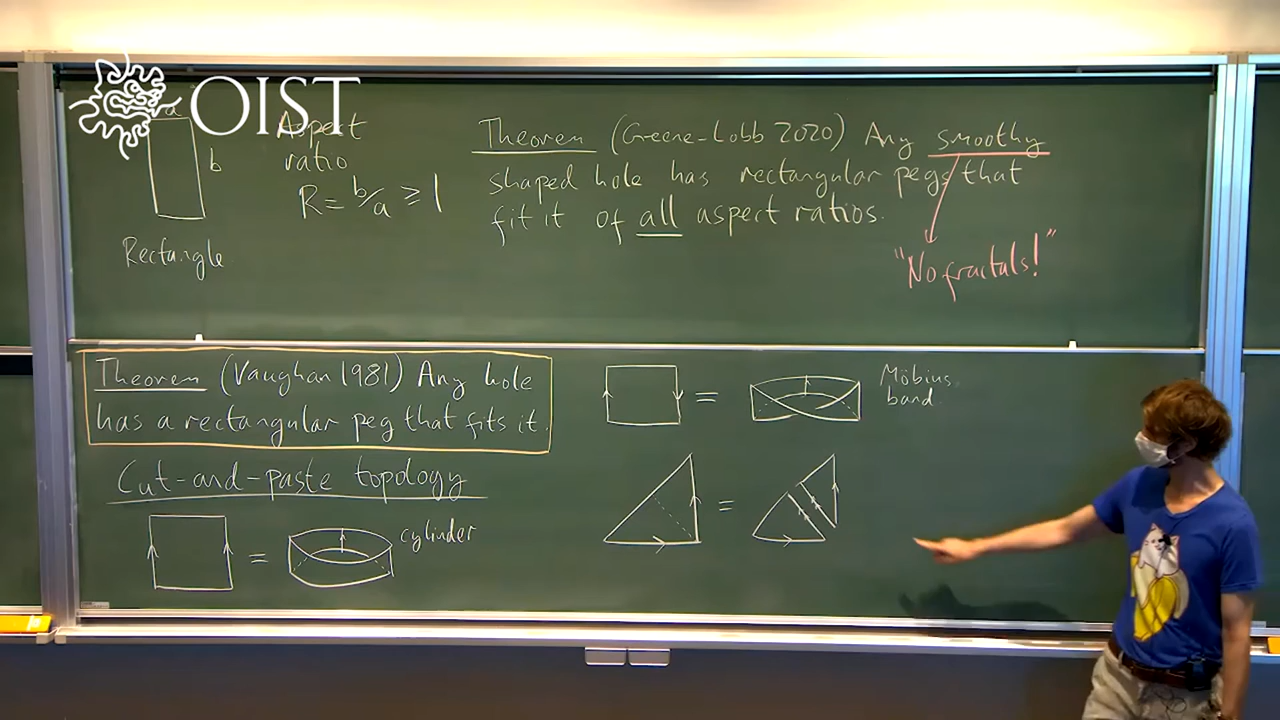 OIST
a
b
Rectangle
Aspect
ratio
R = b/a ≥ 1
Theorem (Greene-Lobb 2020) Any smoothy
shaped hole has rectangular pegs that
fit it of all aspect ratios.
"No fractals!"
Theorem (Vaughan 1981) Any hole
has a rectangular peg that fits it.
Cut-and-paste topology
=
cylinder
=
Möbius
band
=